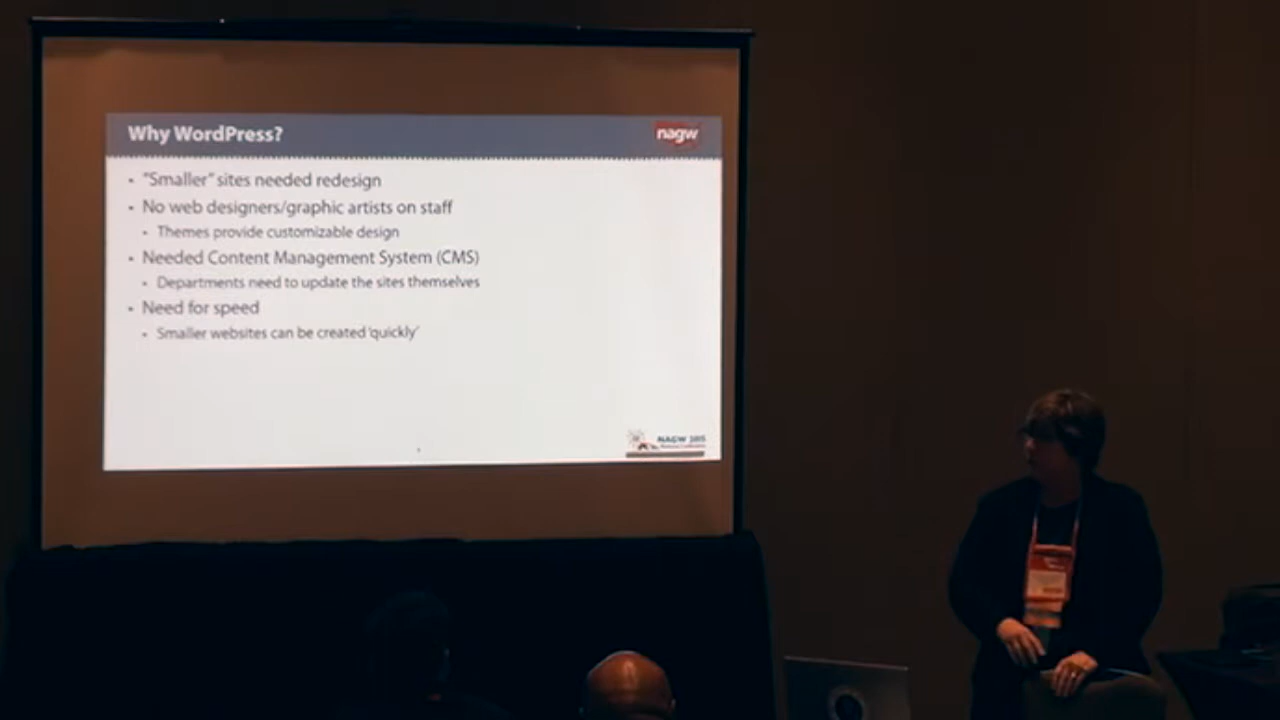 Why WordPress?
nagw
• "Smaller" sites needed redesign
• No web designers/graphic artists on staff
• Themes provide customizable design
• Needed Content Management System (CMS)
• Departments need to update the sites themselves
• Need for speed
• Smaller websites can be created 'quickly'
NAGW